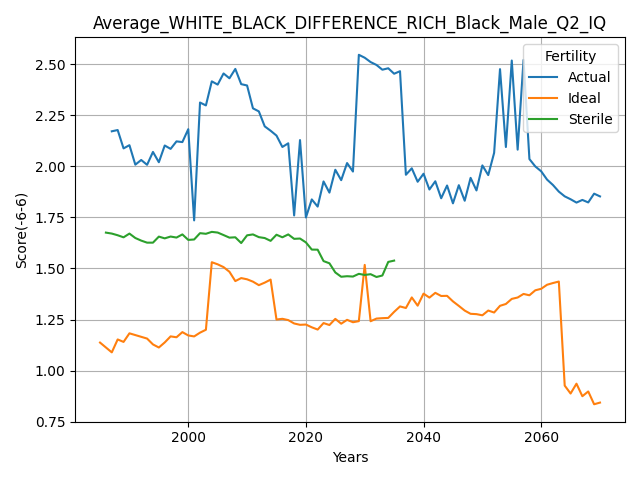 Average_WHITE_BLACK_DIFFERENCE_RICH_Black_Male_Q2_IQ
Fertility
Actual
Ideal
Sterile
Score(-6-6)
2.50
2.25
2.00
1.75
1.50
1.25
1.00
0.75
2000
2020
2040
2060
Years